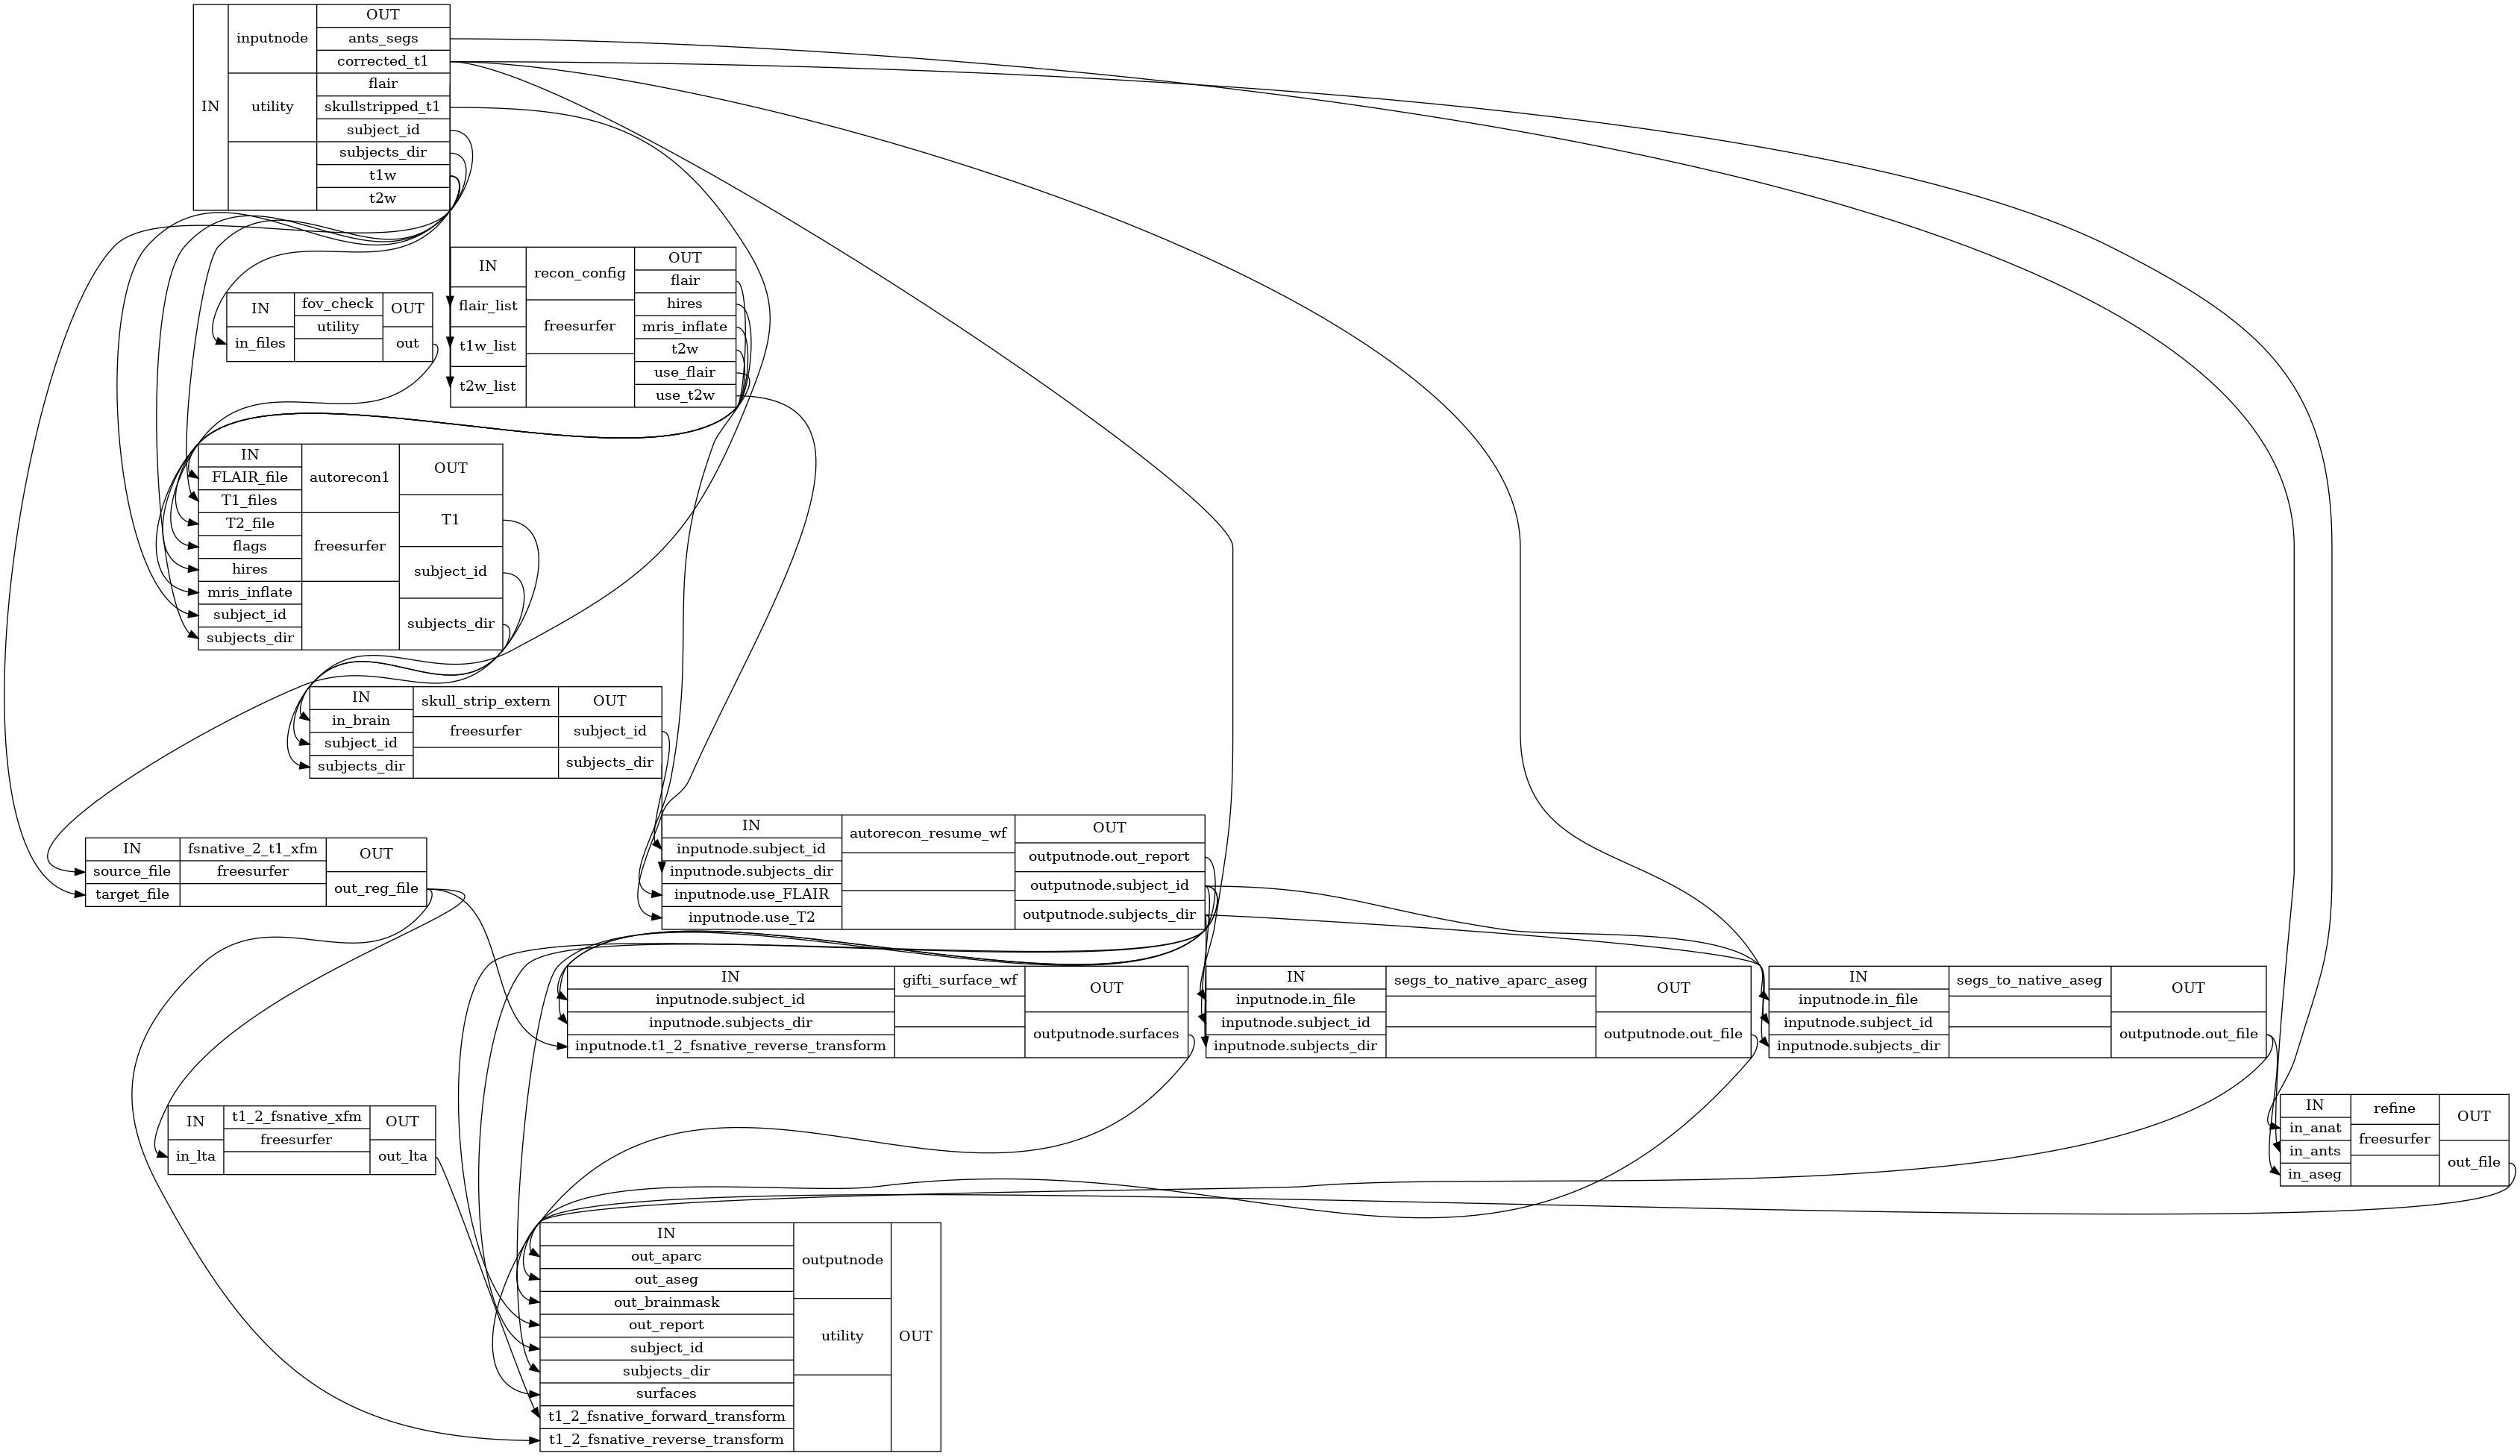 IN
inputnode
utility
OUT
ants_segs
corrected_t1
flair
skullstripped_t1
subject_id
subjects_dir
t1w
t2w
IN
flair_list
t1w_list
t2w_list
recon_config
freesurfer
OUT
flair
hires
mris_inflate
t2w
use_flair
use_t2w
IN
in_files
fov_check
utility
OUT
out
IN
FLAIR_file
T1_files
T2_file
flags
hires
mris_inflate
subject_id
subjects_dir
autorecon1
freesurfer
OUT
T1
subject_id
subjects_dir
IN
in_brain
subject_id
subjects_dir
skull_strip_extern
freesurfer
OUT
subject_id
subjects_dir
IN
source_file
target_file
fsnative_2_t1_xfm
freesurfer
OUT
out_reg_file
IN
inputnode.subject_id
inputnode.subjects_dir
inputnode.use_FLAIR
inputnode.use_T2
autorecon_resume_wf
OUT
outputnode.out_report
outputnode.subject_id
outputnode.subjects_dir
IN
inputnode.subject_id
inputnode.subjects_dir
inputnode.t1_2_fsnative_reverse_transform
gifti_surface_wf
OUT
outputnode.surfaces
IN
inputnode.in_file
inputnode.subject_id
inputnode.subjects_dir
segs_to_native_aparc_aseg
OUT
outputnode.out_file
IN
inputnode.in_file
inputnode.subject_id
inputnode.subjects_dir
segs_to_native_aseg
OUT
outputnode.out_file
IN
in_lta
t1_2_fsnative_xfm
freesurfer
OUT
out_lta
IN
in_anat
in_ants
in_aseg
refine
freesurfer
OUT
out_file
IN
out_aparc
out_aseg
out_brainmask
out_report
subject_id
subjects_dir
surfaces
t1_2_fsnative_forward_transform
t1_2_fsnative_reverse_transform
outputnode
utility
OUT